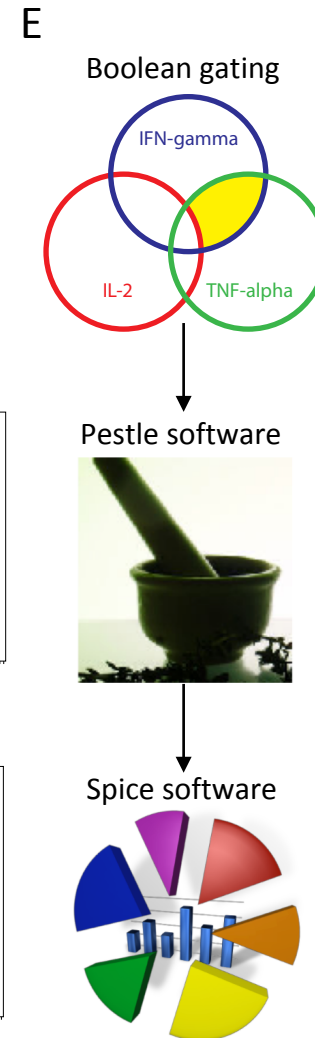 E
Boolean gating
IFN-gamma
IL-2
TNF-alpha
Pestle software
Spice software